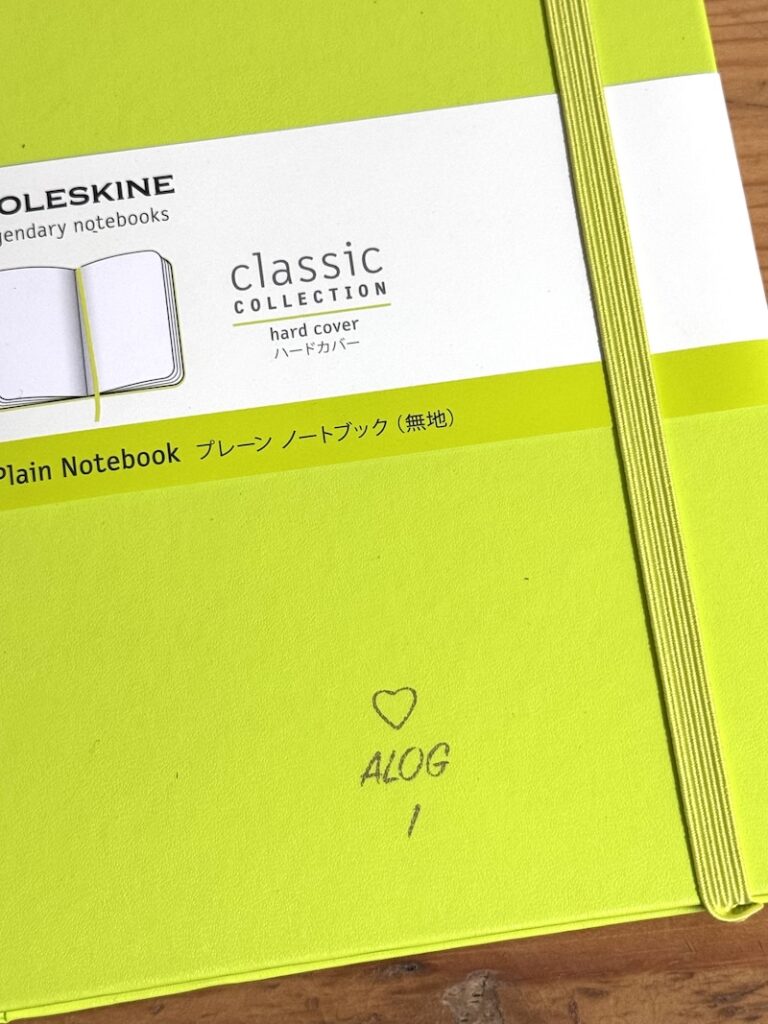 OLESKINE
gendary notebooks
classic
COLLECTION
hard cover
ハードカバー
Plain Notebook プレーン ノートブック（無地）
♡
ALOG
1